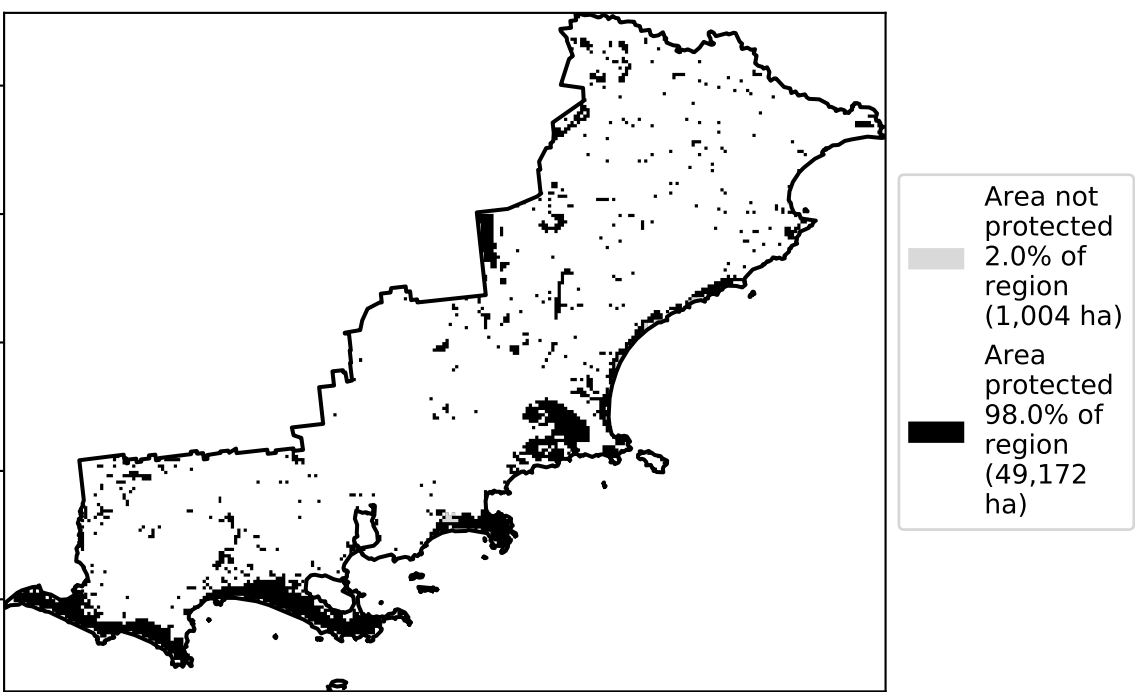 Area not
protected
2.0% of
region
(1,004 ha)
Area
protected
98.0% of
region
(49,172
ha)